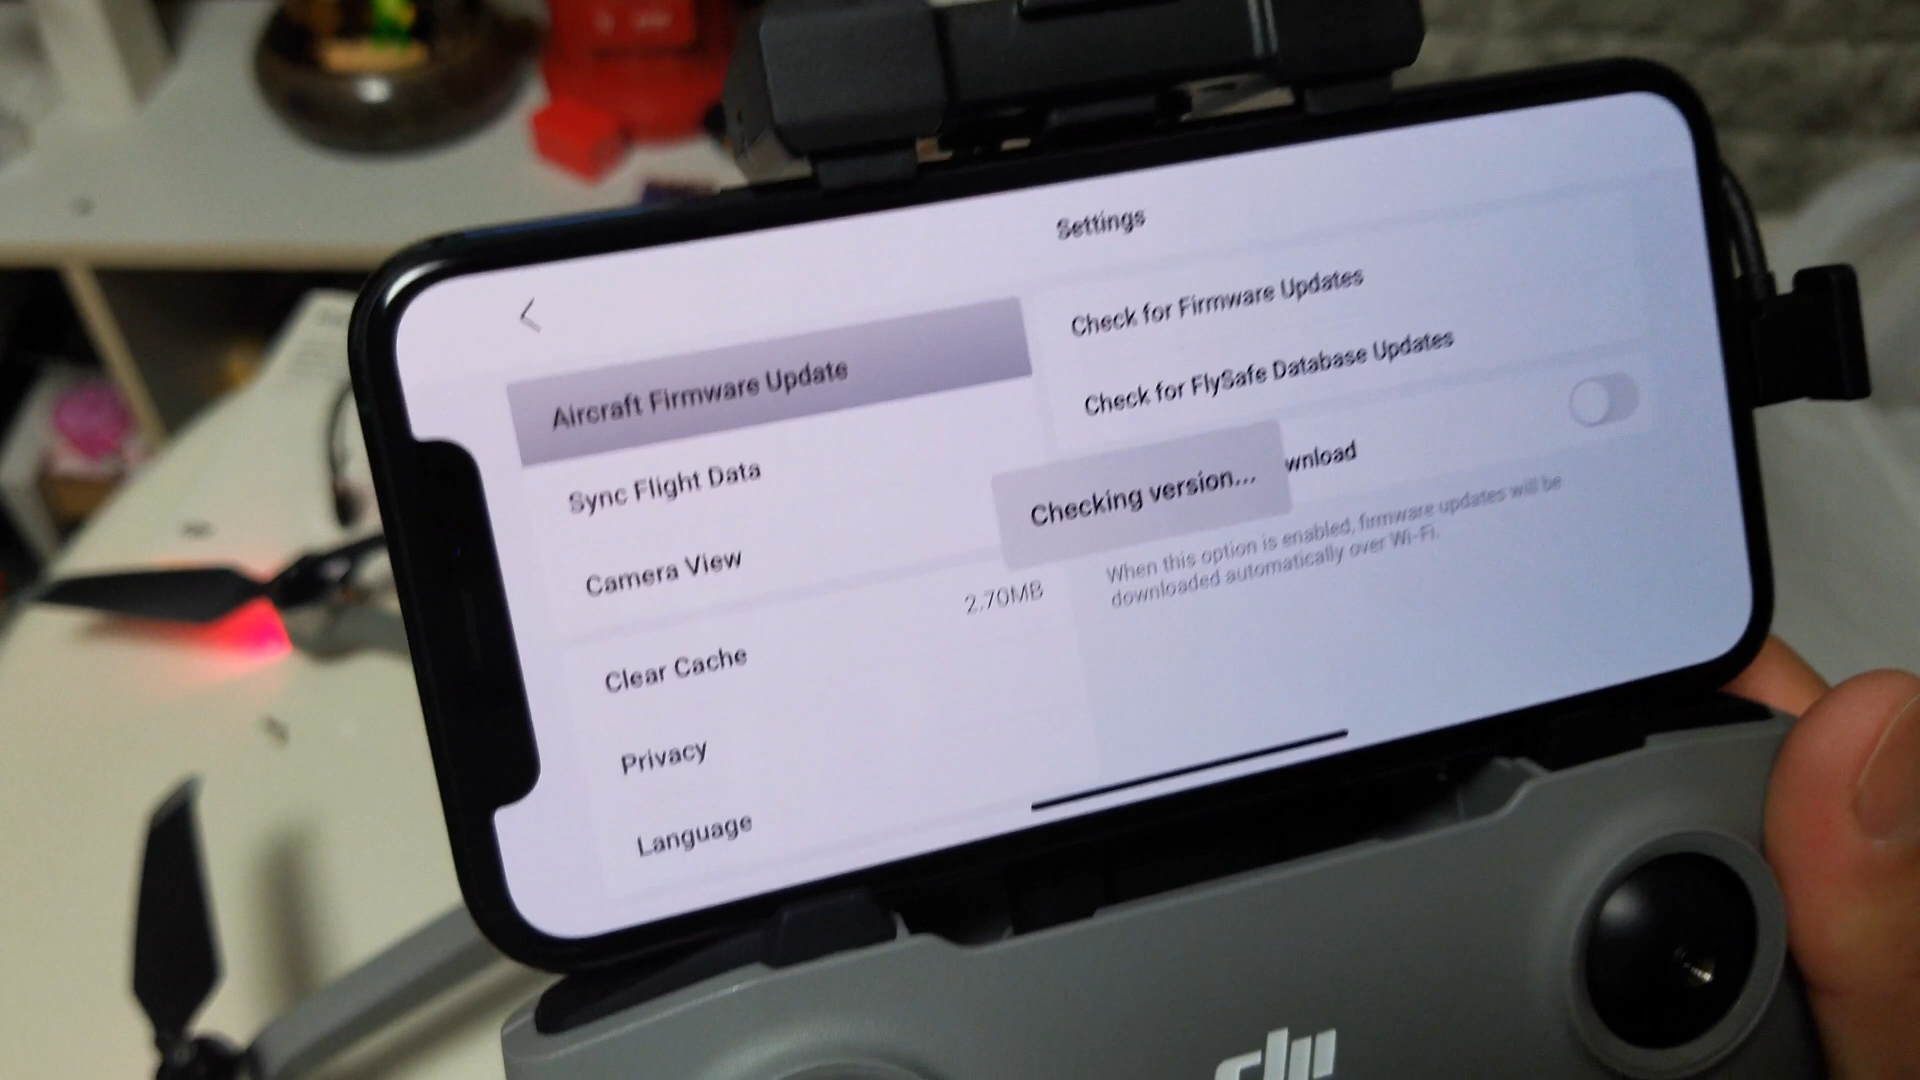 Settings
Aircraft Firmware Update
Sync Flight Data
Camera View
Clear Cache
2.70MB
Privacy
Language
Check for Firmware Updates
Check for FlySafe Database Updates
wnload
Checking version...
When this option is enabled, firmware updates will be
downloaded automatically over Wi-Fi.
dji